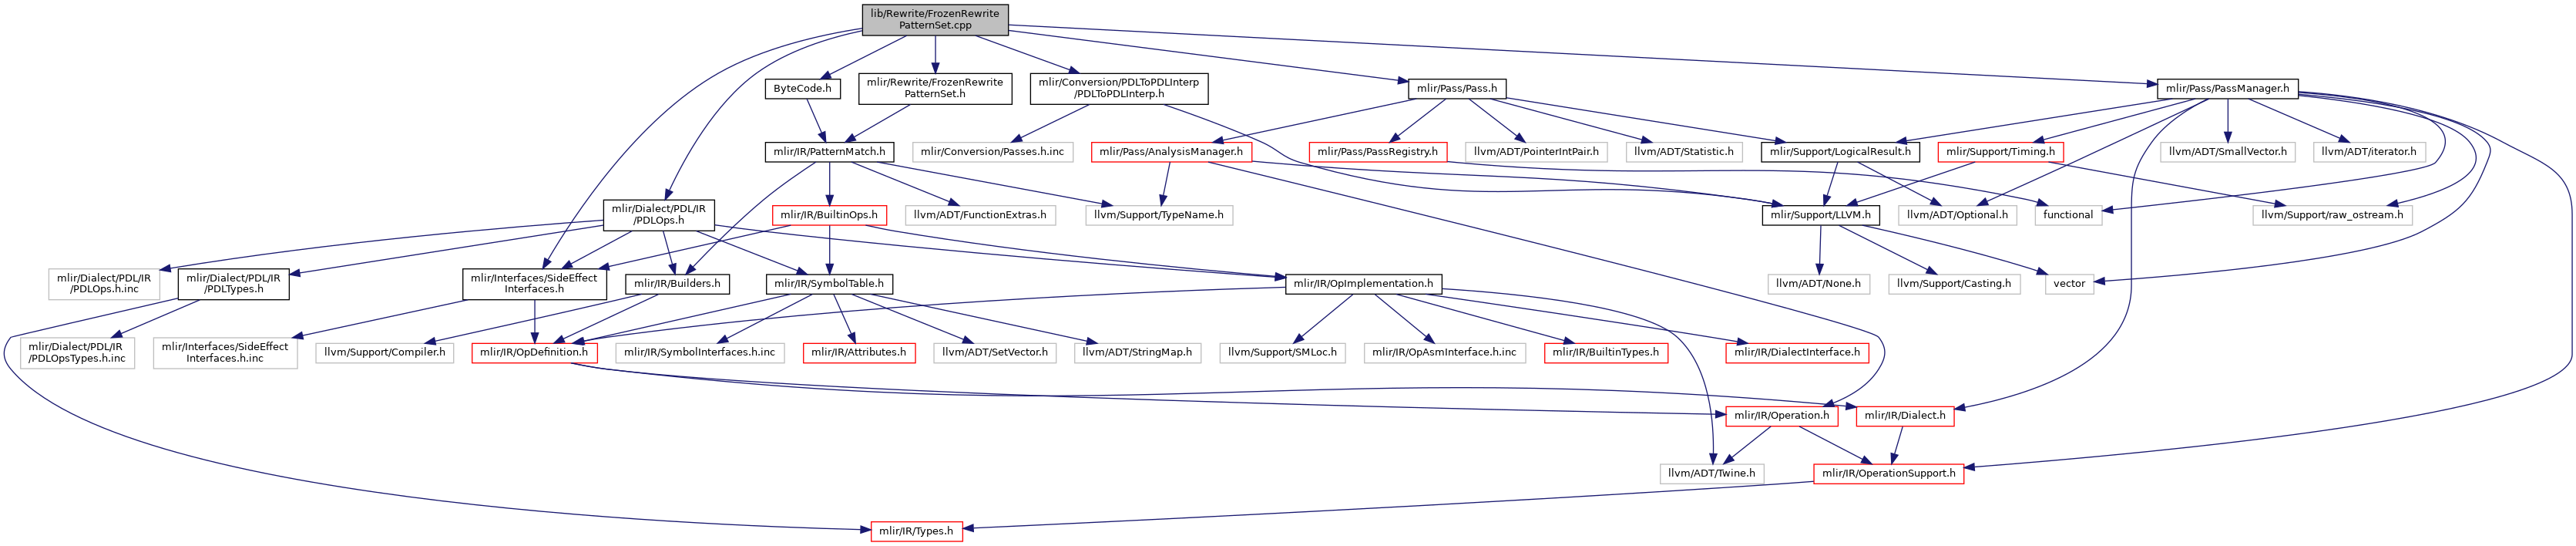 lib/Rewrite/FrozenRewrite
PatternSet.cpp
ByteCode.h
mlir/Rewrite/FrozenRewrite
PatternSet.h
mlir/Conversion/PDLToPDLInterp
/PDLToPDLInterp.h
mlir/Pass/Pass.h
mlir/Pass/PassManager.h
mlir/IR/PatternMatch.h
mlir/Conversion/Passes.h.inc
mlir/Pass/AnalysisManager.h
mlir/Pass/PassRegistry.h
llvm/ADT/PointerIntPair.h
llvm/ADT/Statistic.h
mlir/Support/LogicalResult.h
mlir/Support/Timing.h
llvm/ADT/SmallVector.h
llvm/ADT/iterator.h
mlir/Dialect/PDL/IR
/PDLOps.h
mlir/IR/BuiltinOps.h
llvm/ADT/FunctionExtras.h
llvm/Support/TypeName.h
mlir/Support/LLVM.h
llvm/ADT/Optional.h
functional
llvm/Support/raw_ostream.h
mlir/Dialect/PDL/IR
/PDLOps.h.inc
mlir/Dialect/PDL/IR
/PDLTypes.h
mlir/Interfaces/SideEffect
Interfaces.h
mlir/IR/Builders.h
mlir/IR/SymbolTable.h
mlir/IR/OpImplementation.h
llvm/ADT/None.h
llvm/Support/Casting.h
vector
mlir/Dialect/PDL/IR
/PDLOpsTypes.h.inc
mlir/Interfaces/SideEffect
Interfaces.h.inc
llvm/Support/Compiler.h
mlir/IR/OpDefinition.h
mlir/IR/SymbolInterfaces.h.inc
mlir/IR/Attributes.h
llvm/ADT/SetVector.h
llvm/ADT/StringMap.h
llvm/Support/SMLoc.h
mlir/IR/OpAsmInterface.h.inc
mlir/IR/BuiltinTypes.h
mlir/IR/DialectInterface.h
mlir/IR/Operation.h
mlir/IR/Dialect.h
llvm/ADT/Twine.h
mlir/IR/OperationSupport.h
mlir/IR/Types.h